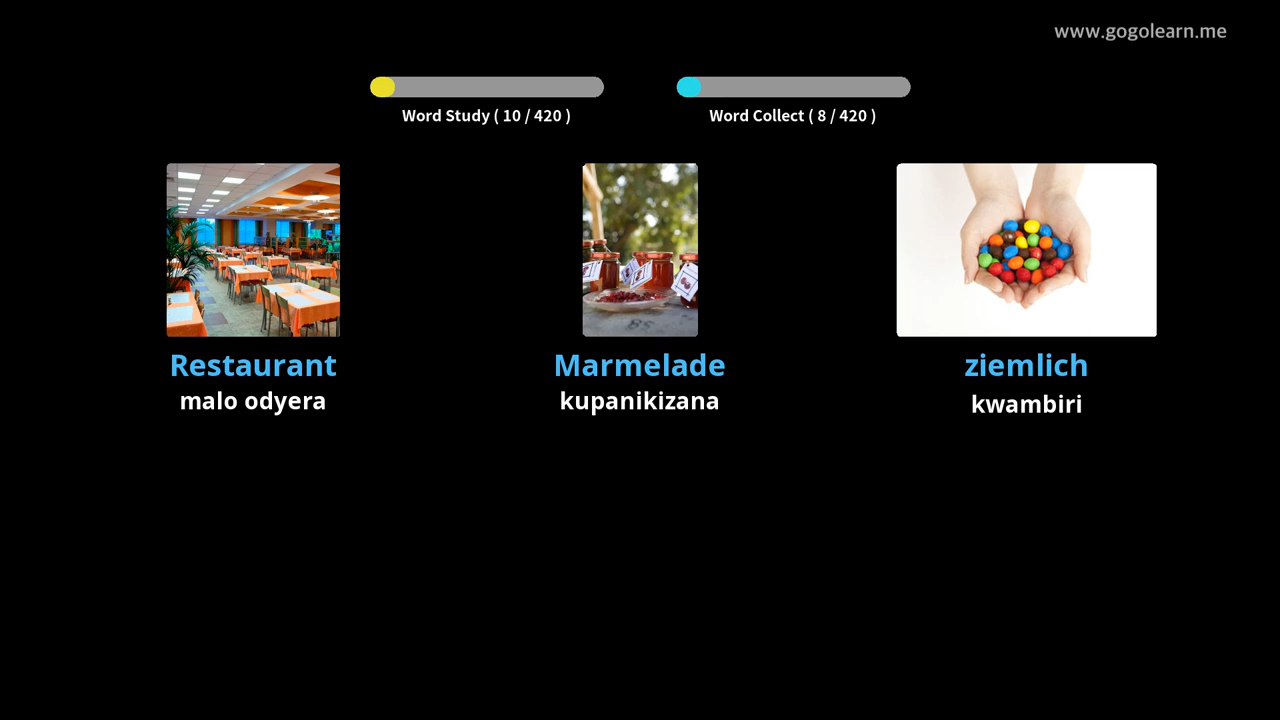 www.gogolearn.me
Word Study ( 10 / 420 )
Word Collect ( 8 / 420 )
Restaurant
malo odyera
Marmelade
kupanikizana
ziemlich
kwambiri